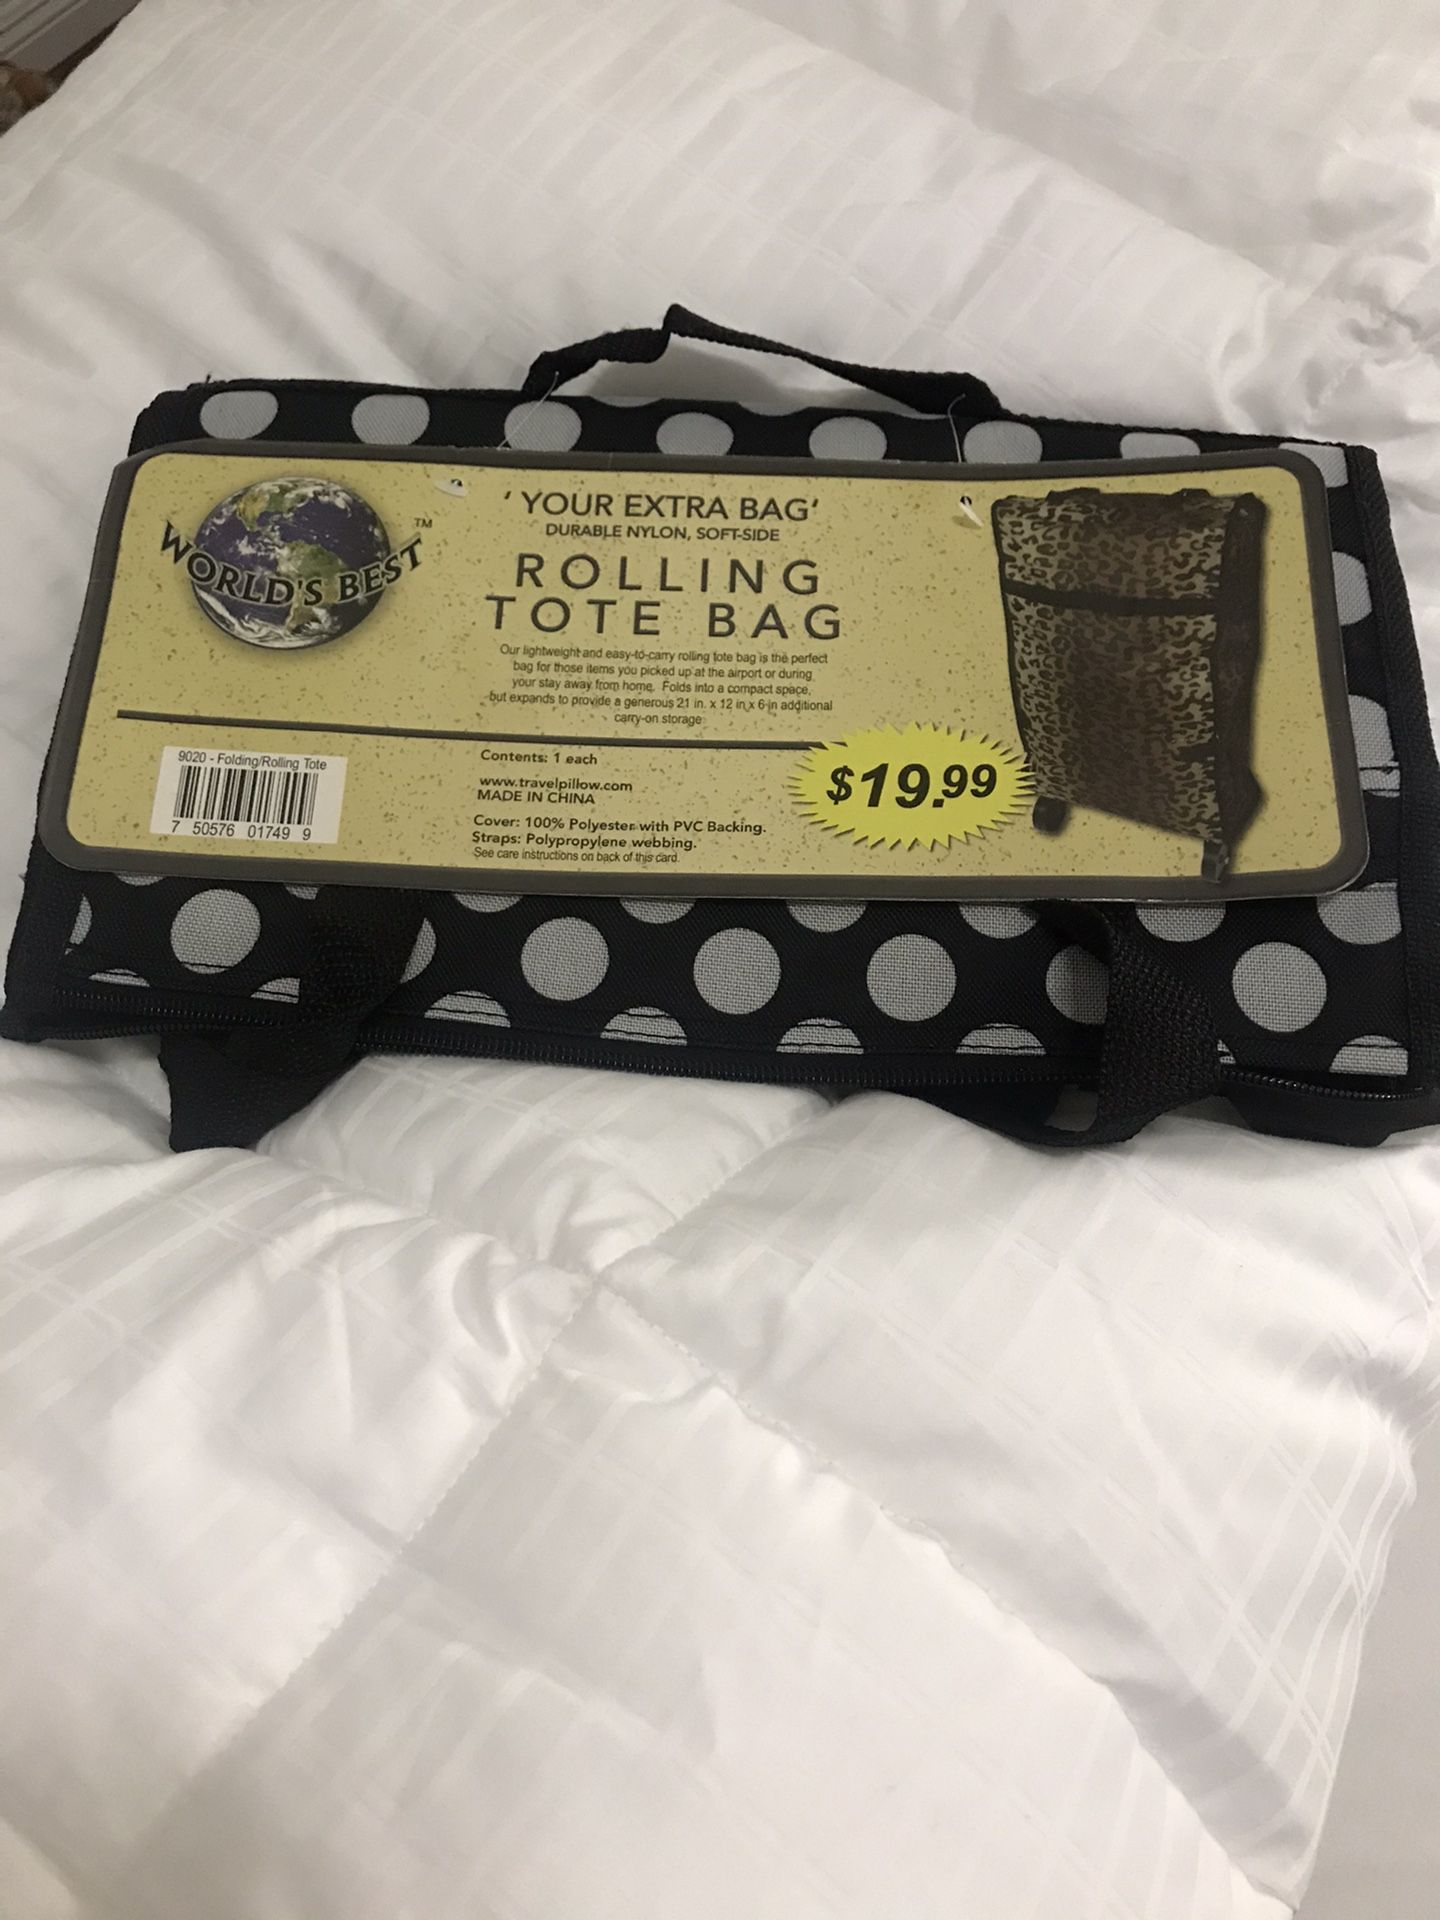 WORLD'S BEST™
' YOUR EXTRA BAG'
DURABLE NYLON, SOFT-SIDE
ROLLING
TOTE BAG
Our lightweight and easy-to-carry rolling tote bag is the perfect
bag for those items you picked up at the airport or during
your stay away from home. Folds into a compact space,
but expands to provide a generous 21 in. x 12 in x 6-in additional
carry-on storage
9020 - Folding/Rolling Tote
7 50576 01749 9
Contents: 1 each
www.travelpillow.com
MADE IN CHINA
Cover: 100% Polyester with PVC Backing.
Straps: Polypropylene webbing.
See care instructions on back of this card.
$19.99